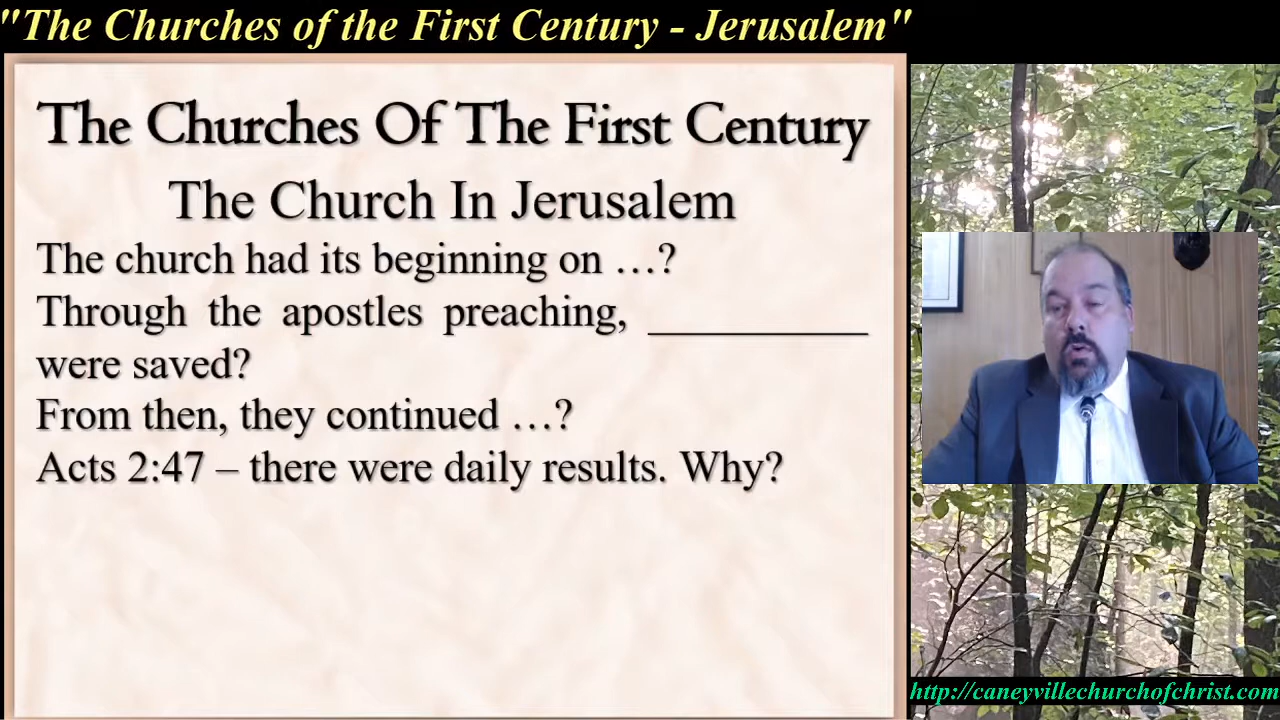 "The Churches of the First Century - Jerusalem"
The Churches Of The First Century
The Church In Jerusalem
The church had its beginning on …?
Through the apostles preaching, __________
were saved?
From then, they continued …?
Acts 2:47 – there were daily results. Why?
http://caneyvillechurchofchrist.com